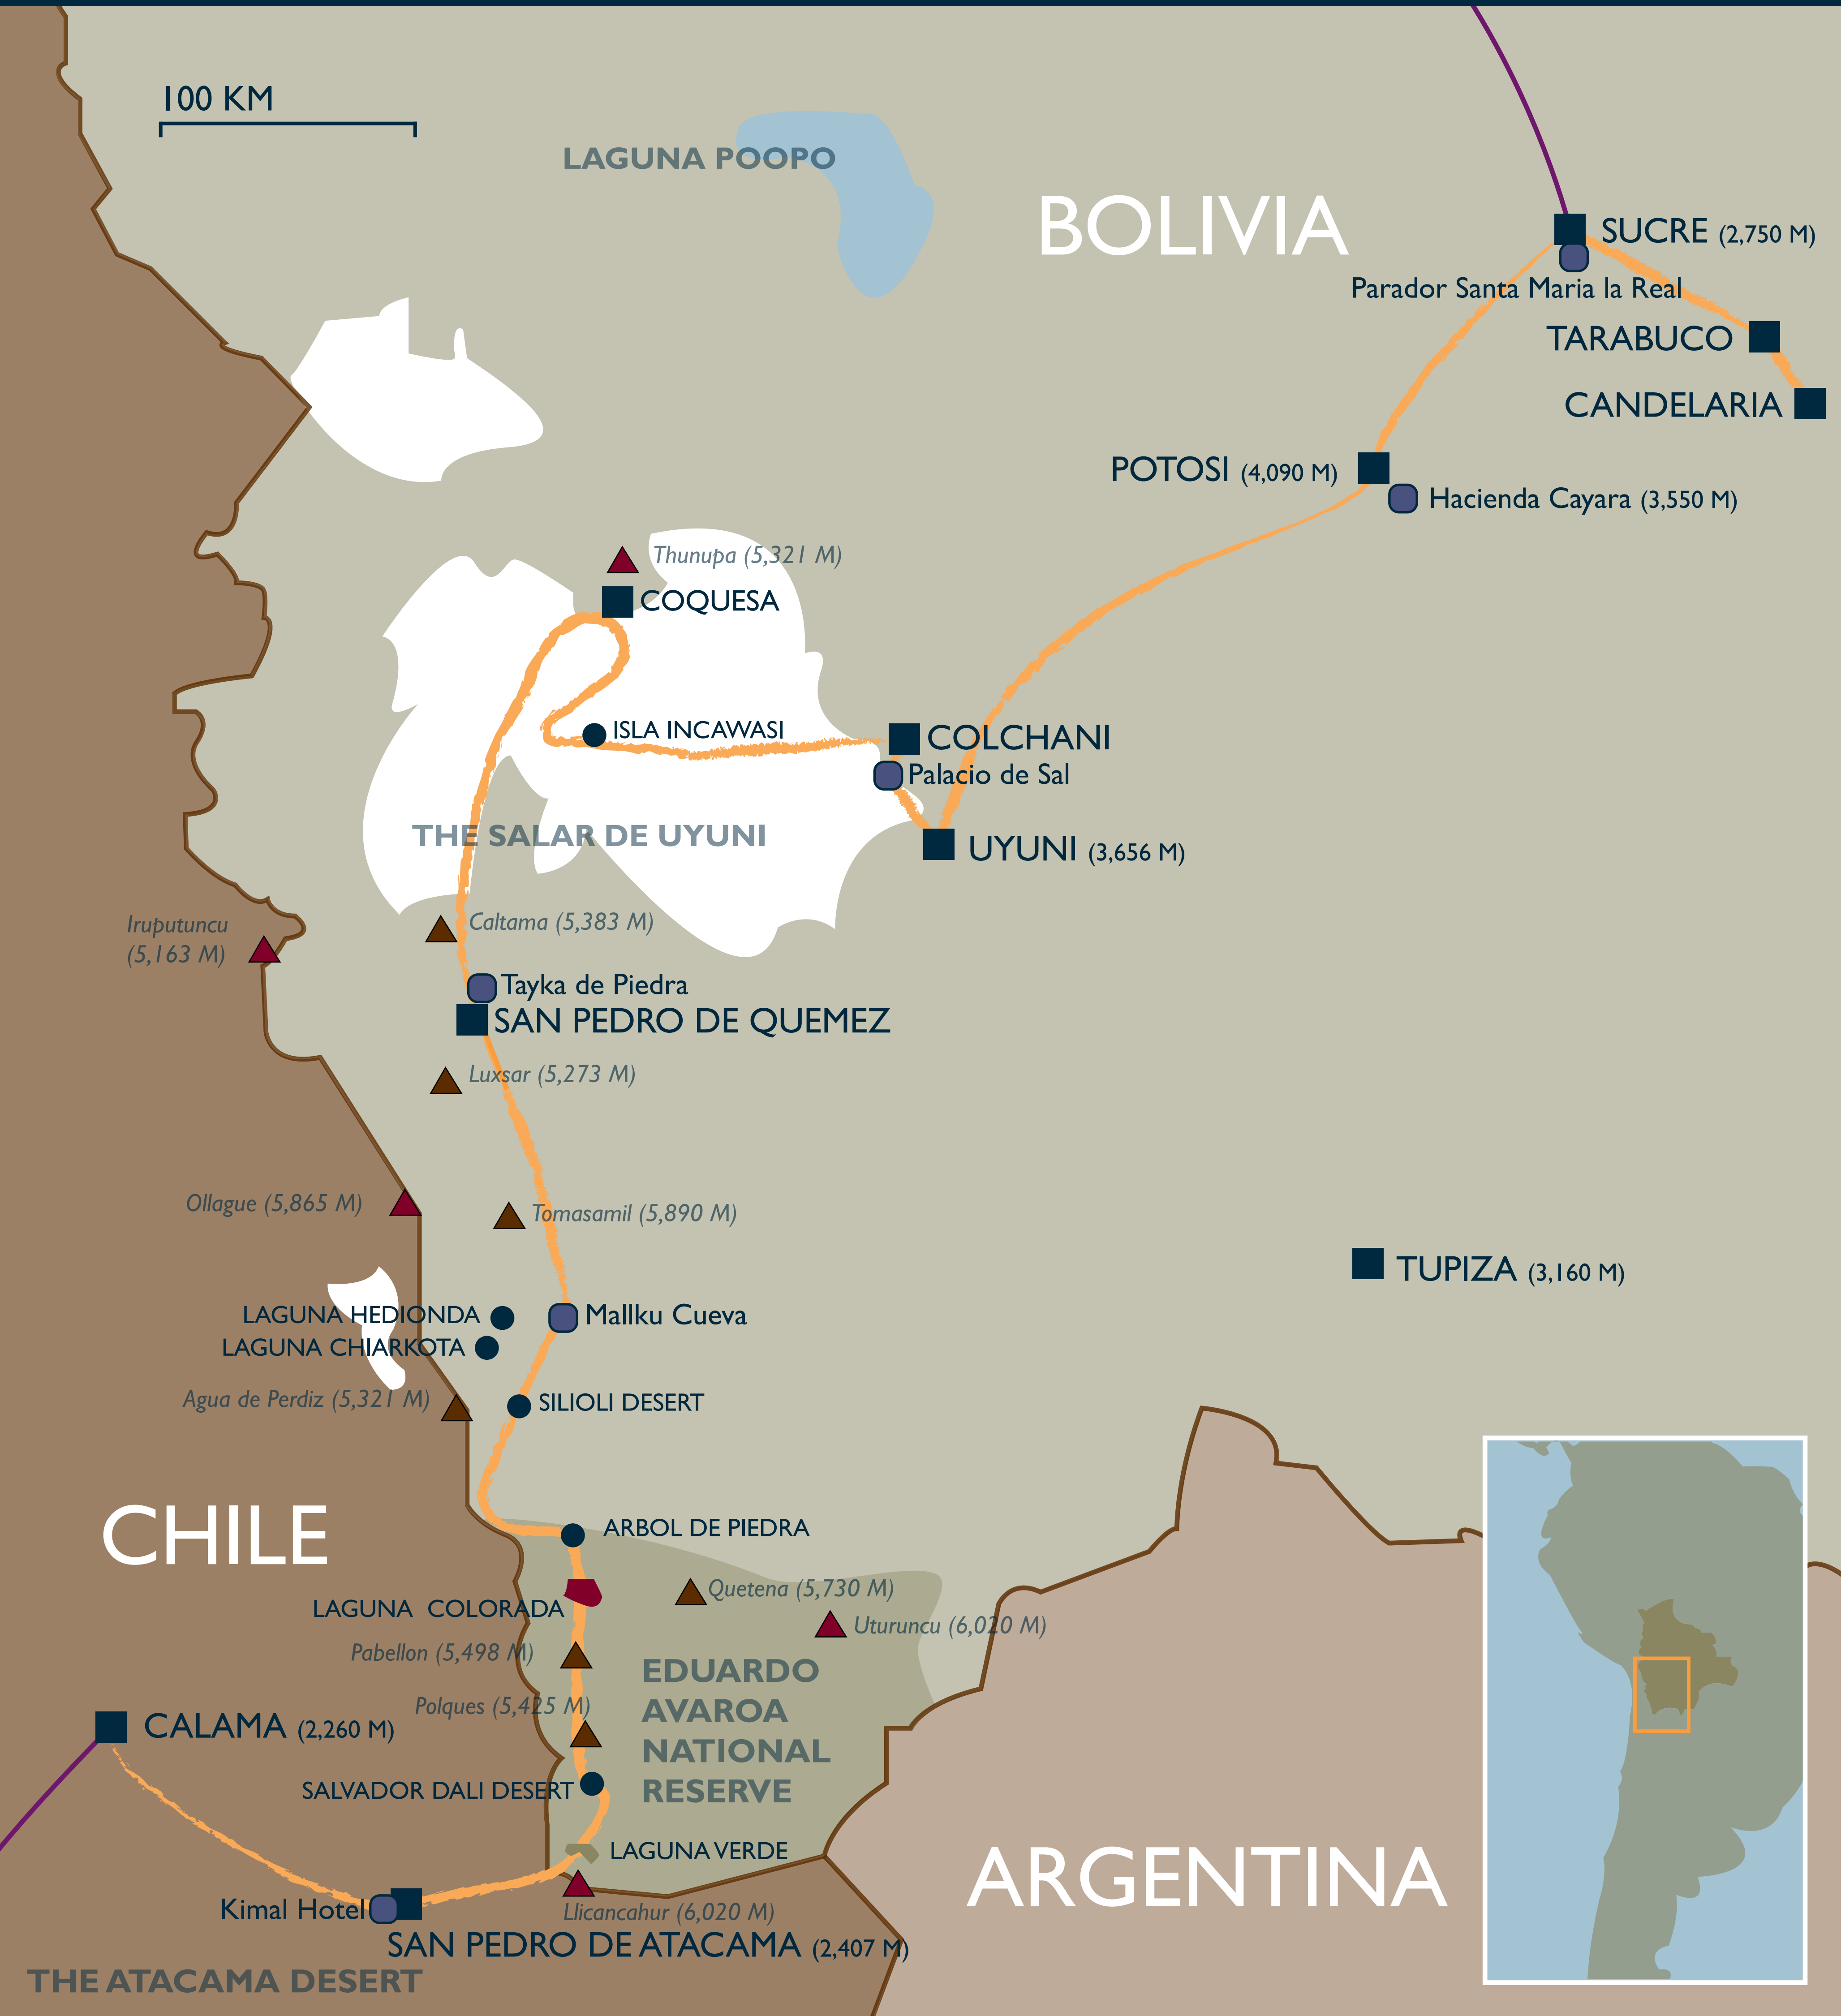 100 KM
LAGUNA POOPO
BOLIVIA
SUCRE (2,750 M)
Parador Santa Maria la Real
TARABUCO
CANDELARIA
POTOSI (4,090 M)
Hacienda Cayara (3,550 M)
Thunupa (5,321 M)
COQUESA
ISLA INCAWASI
COLCHANI
Palacio de Sal
THE SALAR DE UYUNI
UYUNI (3,656 M)
Iruputuncu
(5,163 M)
Caltama (5,383 M)
Tayka de Piedra
SAN PEDRO DE QUEMEZ
Luxsar (5,273 M)
Ollague (5,865 M)
Tomasamil (5,890 M)
TUPIZA (3,160 M)
LAGUNA HEDIONDA
Mallku Cueva
LAGUNA CHIARKOTA
Agua de Perdiz (5,321 M)
SILIOLI DESERT
CHILE
ARBOL DE PIEDRA
Quetena (5,730 M)
LAGUNA COLORADA
Uturuncu (6,020 M)
Pabellon (5,498 M)
EDUARDO
AVAROA
NATIONAL
RESERVE
Polques (5,425 M)
CALAMA (2,260 M)
SALVADOR DALI DESERT
LAGUNA VERDE
ARGENTINA
Kimal Hotel
Llicancahur (6,020 M)
SAN PEDRO DE ATACAMA (2,407 M)
THE ATACAMA DESERT